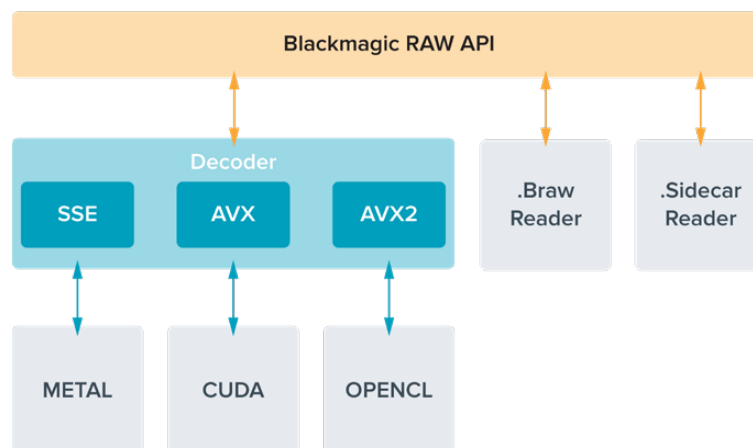 Blackmagic RAW API
Decoder
SSE
AVX
AVX2
.Braw
Reader
.Sidecar
Reader
METAL
CUDA
OPENCL